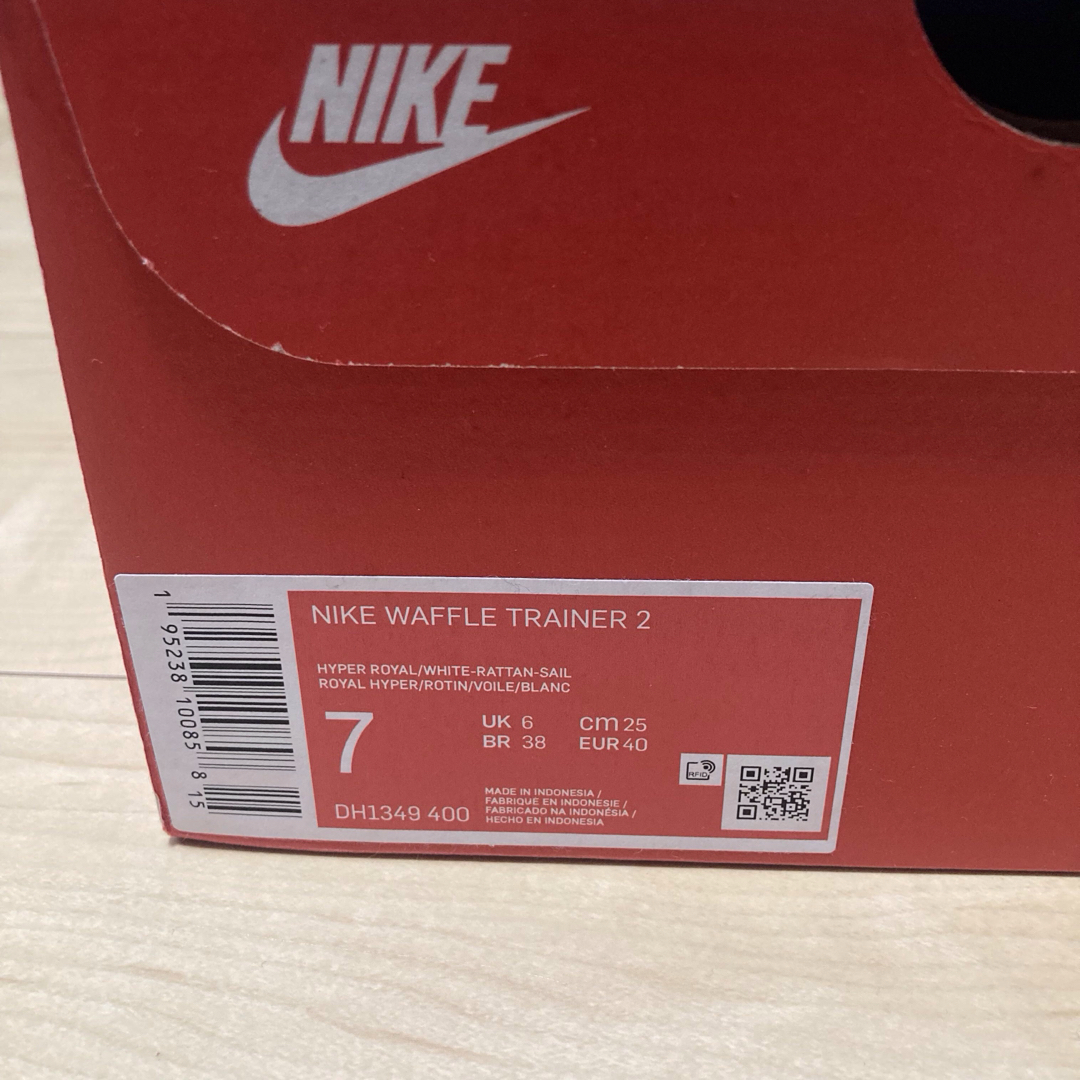 NIKE
NIKE WAFFLE TRAINER 2
HYPER ROYAL/WHITE-RATTAN-SAIL
ROYAL HYPER/ROTIN/VOILE/BLANC
7
UK 6 cm 25
BR 38 EUR 40
RFID
DH1349 400
MADE IN INDONESIA /
FABRIQUE EN INDONESIE /
FABRICADO NA INDONÉSIA /
HECHO EN INDONESIA
1 95238 10085 8 15